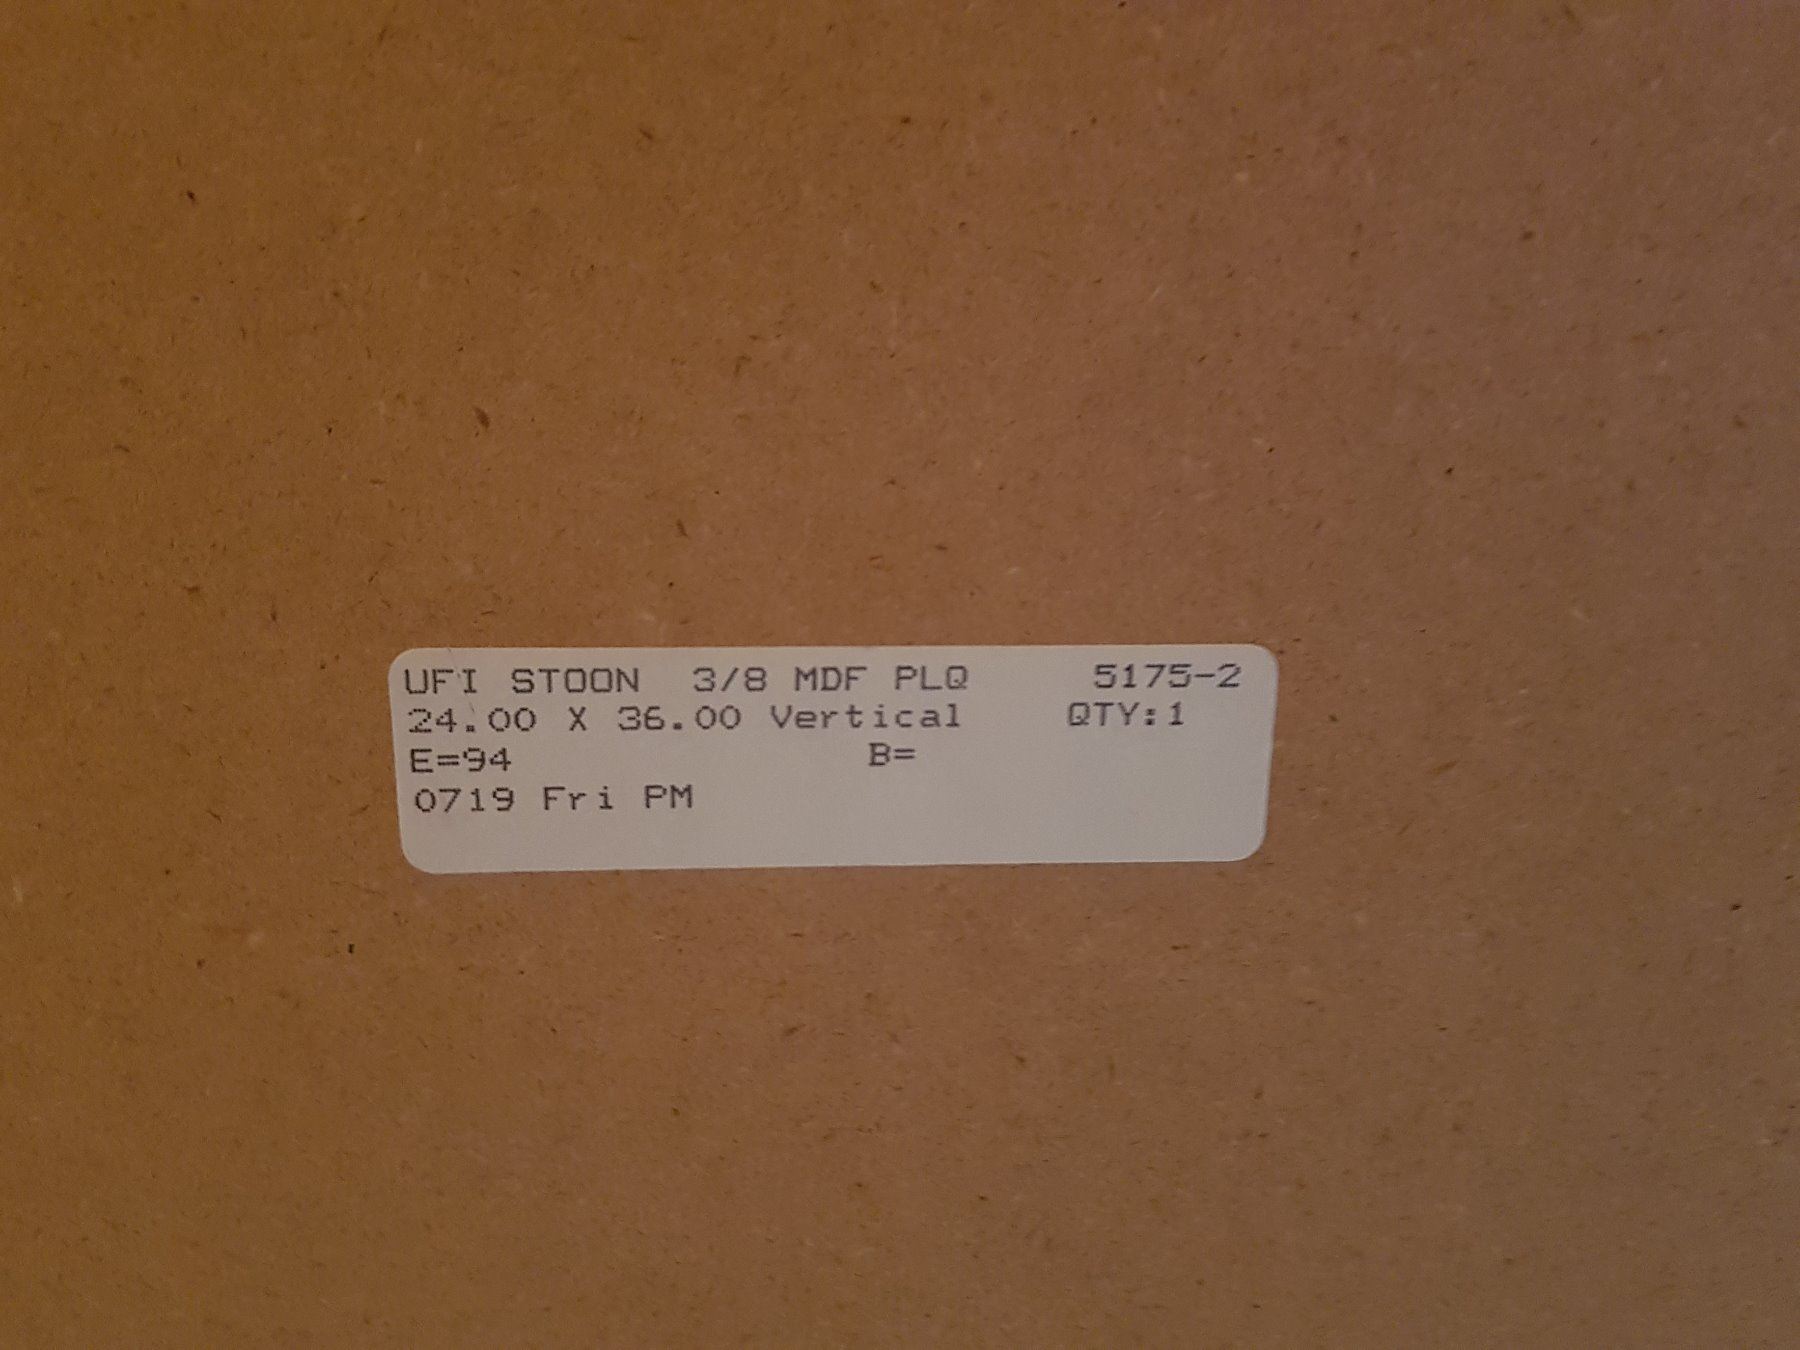 UFI STOON 3/8 MDF PLQ 5175-2
24.00 X 36.00 Vertical QTY:1
E=94 B=
0719 Fri PM